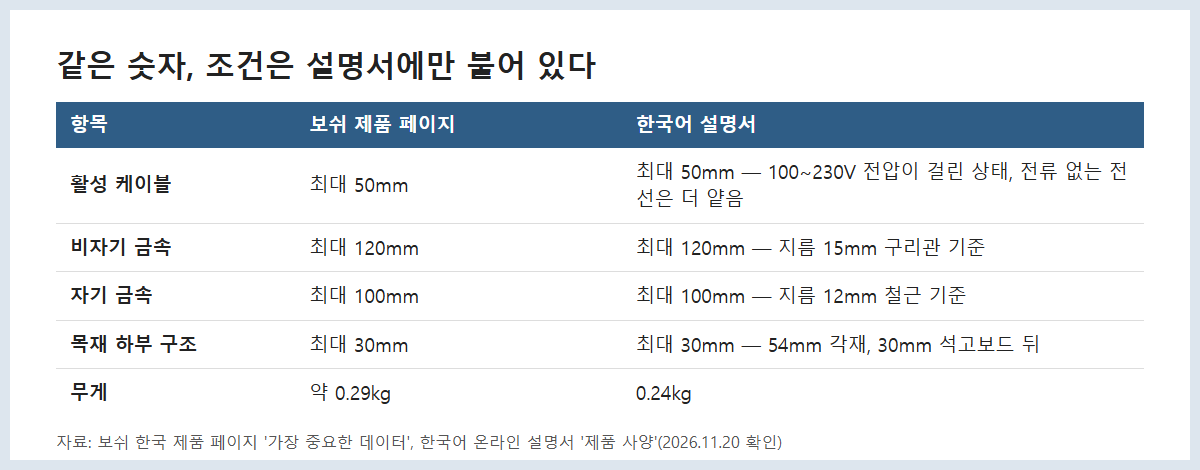 같은 숫자, 조건은 설명서에만 붙어 있다
항목 보쉬 제품 페이지 한국어 설명서
활성 케이블 최대 50mm 최대 50mm — 100~230V 전압이 걸린 상태, 전류 없는 전
선은 더 얕음
비자기 금속 최대 120mm 최대 120mm — 지름 15mm 구리관 기준
자기 금속 최대 100mm 최대 100mm — 지름 12mm 철근 기준
목재 하부 구조 최대 30mm 최대 30mm — 54mm 각재, 30mm 석고보드 뒤
무게 약 0.29kg 0.24kg
자료: 보쉬 한국 제품 페이지 '가장 중요한 데이터', 한국어 온라인 설명서 '제품 사양'(2026.11.20 확인)